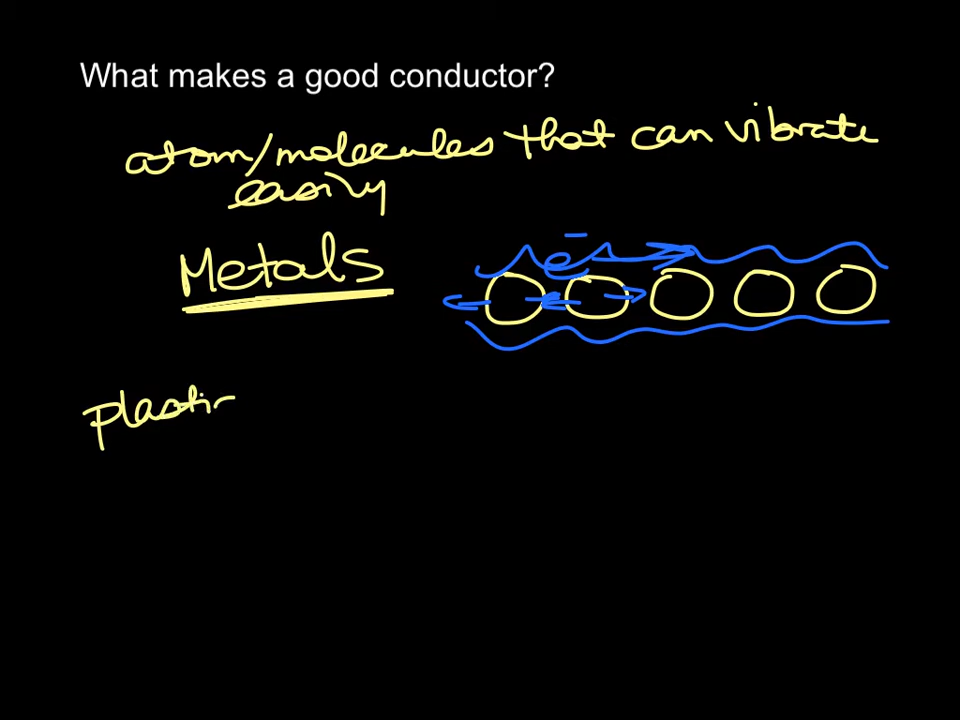 What makes a good conductor?
atom/molecules that can vibrate
easily
Metals
e-
plastic